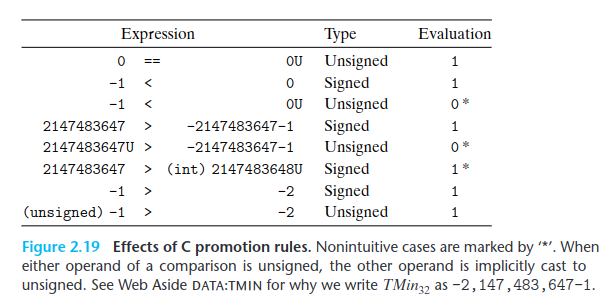 Expression Type Evaluation
0 == 0U Unsigned 1
-1 < 0 Signed 1
-1 < 0U Unsigned 0 *
2147483647 > -2147483647-1 Signed 1
2147483647U > -2147483647-1 Unsigned 0 *
2147483647 > (int) 2147483648U Signed 1 *
-1 > -2 Signed 1
(unsigned) -1 > -2 Unsigned 1
Figure 2.19 Effects of C promotion rules. Nonintuitive cases are marked by ‘*’. When
either operand of a comparison is unsigned, the other operand is implicitly cast to
unsigned. See Web Aside DATA:TMIN for why we write TMin32 as -2,147,483,647-1.